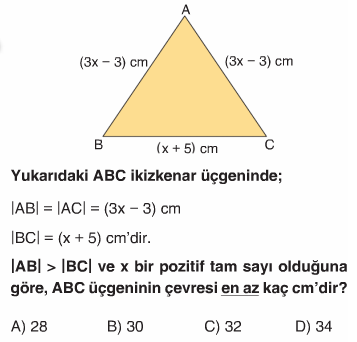 A
(3x – 3) cm
(3x – 3) cm
B
(x + 5) cm
C
Yukarıdaki ABC ikizkenar üçgeninde;
|AB| = |AC| = (3x – 3) cm
|BC| = (x + 5) cm’dir.
|AB| > |BC| ve x bir pozitif tam sayı olduğuna
göre, ABC üçgeninin çevresi en az kaç cm’dir?
A) 28 B) 30 C) 32 D) 34